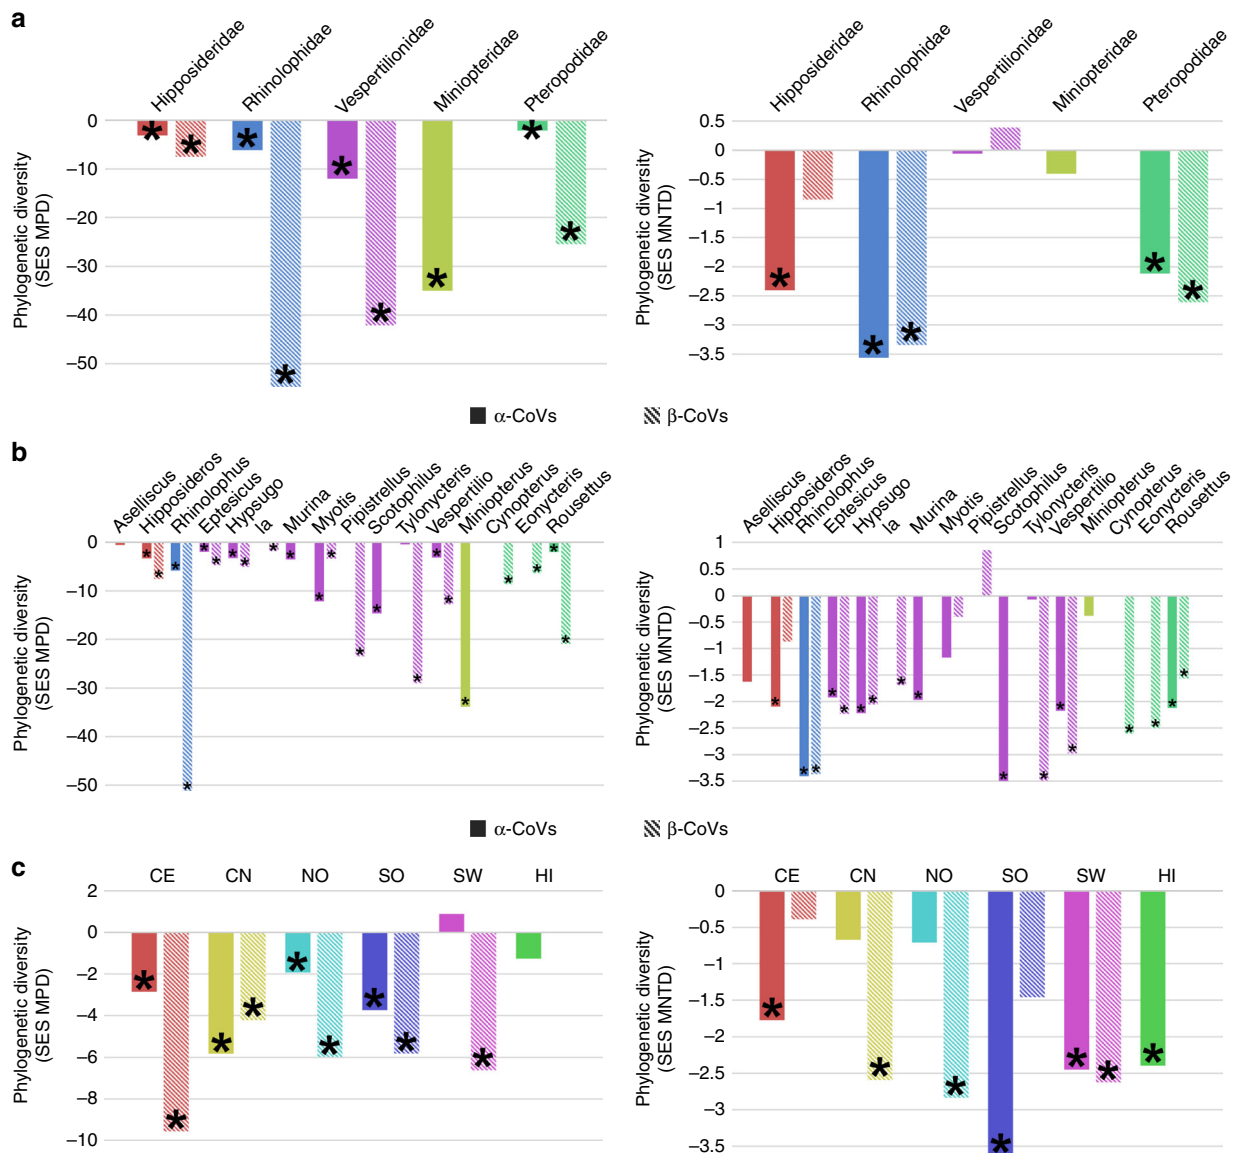 a
Hipposideridae
Rhinolophidae
Vespertilionidae
Miniopteridae
Pteropodidae
0
–10
–20
–30
–40
–50
Phylogenetic diversity
(SES MPD)
Hipposideridae
Rhinolophidae
Vespertilionidae
Miniopteridae
Pteropodidae
0.5
0
–0.5
–1
–1.5
–2
–2.5
–3
–3.5
Phylogenetic diversity
(SES MNTD)
α-CoVs
β-CoVs
b
Aselliscus
Hipposideros
Rhinolophus
Eptesicus
Hypsugo
Ia
Murina
Myotis
Pipistrellus
Scotophilus
Tylonycteris
Vespertilio
Miniopterus
Cynopterus
Eonycteris
Rousettus
0
–10
–20
–30
–40
–50
Phylogenetic diversity
(SES MPD)
Aselliscus
Hipposideros
Rhinolophus
Eptesicus
Hypsugo
Ia
Murina
Myotis
Pipistrellus
Scotophilus
Tylonycteris
Vespertilio
Miniopterus
Cynopterus
Eonycteris
Rousettus
1
0.5
0
–0.5
–1
–1.5
–2
–2.5
–3
–3.5
Phylogenetic diversity
(SES MNTD)
α-CoVs
β-CoVs
c
CE CN NO SO SW HI
2
0
–2
–4
–6
–8
–10
Phylogenetic diversity
(SES MPD)
CE CN NO SO SW HI
0
–0.5
–1
–1.5
–2
–2.5
–3
–3.5
Phylogenetic diversity
(SES MNTD)